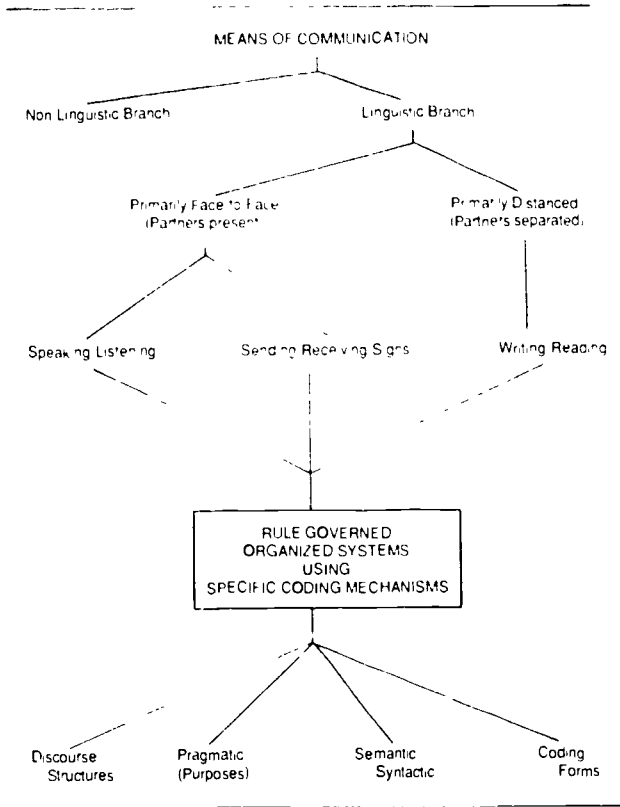 MEANS OF COMMUNICATION
Non Linguistic Branch
Linguistic Branch
Primarily Face to Face
(Partners present
Primarily Distanced
(Partners separated)
Speaking Listening
Sending Receiving Signs
Writing Reading
RULE GOVERNED
ORGANIZED SYSTEMS
USING
SPECIFIC CODING MECHANISMS
Discourse
Structures
Pragmatic
(Purposes)
Semantic
Syntactic
Coding
Forms